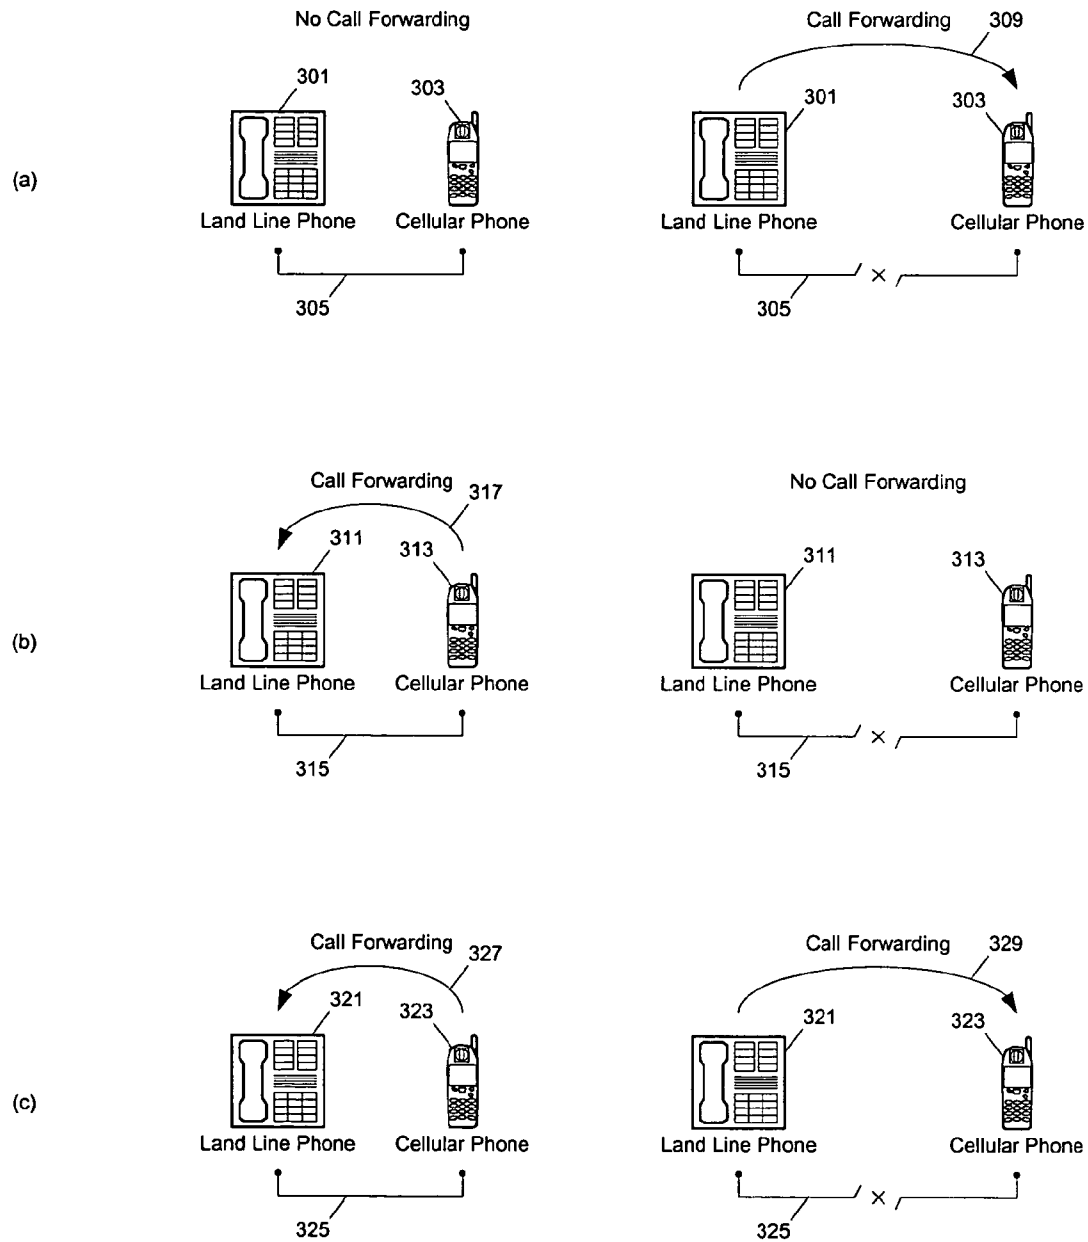 No Call Forwarding
Call Forwarding 309
301
303
301
303
(a)
Land Line Phone Cellular Phone
Land Line Phone Cellular Phone
305
305
Call Forwarding 317
No Call Forwarding
311
313
311
313
(b)
Land Line Phone Cellular Phone
Land Line Phone Cellular Phone
315
315
Call Forwarding 327
Call Forwarding 329
321
323
321
323
(c)
Land Line Phone Cellular Phone
Land Line Phone Cellular Phone
325
325